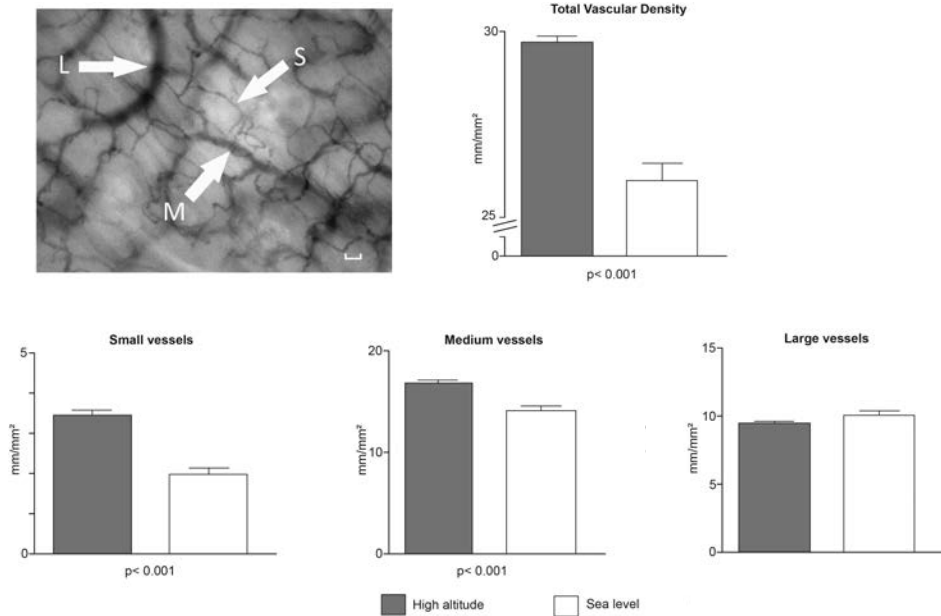 L
S
M
Total Vascular Density
30
mm/mm²
25
0
p< 0.001
Small vessels
5
mm/mm²
0
p< 0.001
Medium vessels
20
mm/mm²
10
0
p< 0.001
Large vessels
15
mm/mm²
10
5
0
High altitude
Sea level